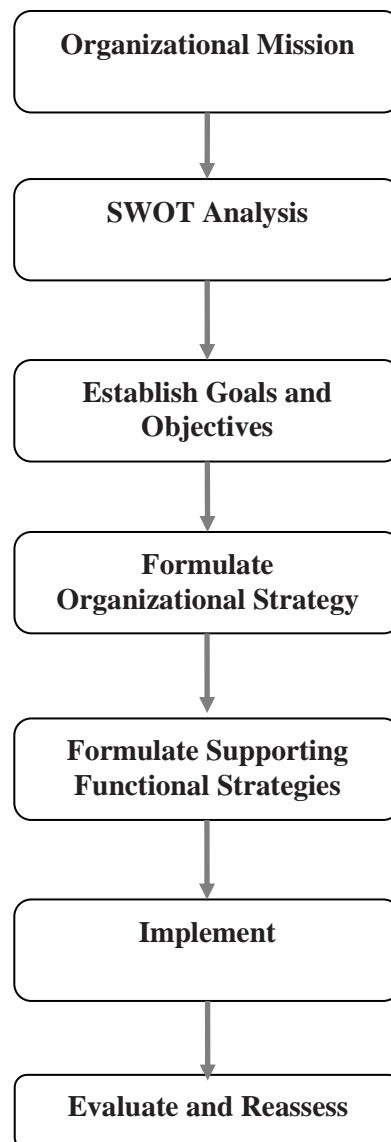 Organizational Mission
SWOT Analysis
Establish Goals and
Objectives
Formulate
Organizational Strategy
Formulate Supporting
Functional Strategies
Implement
Evaluate and Reassess